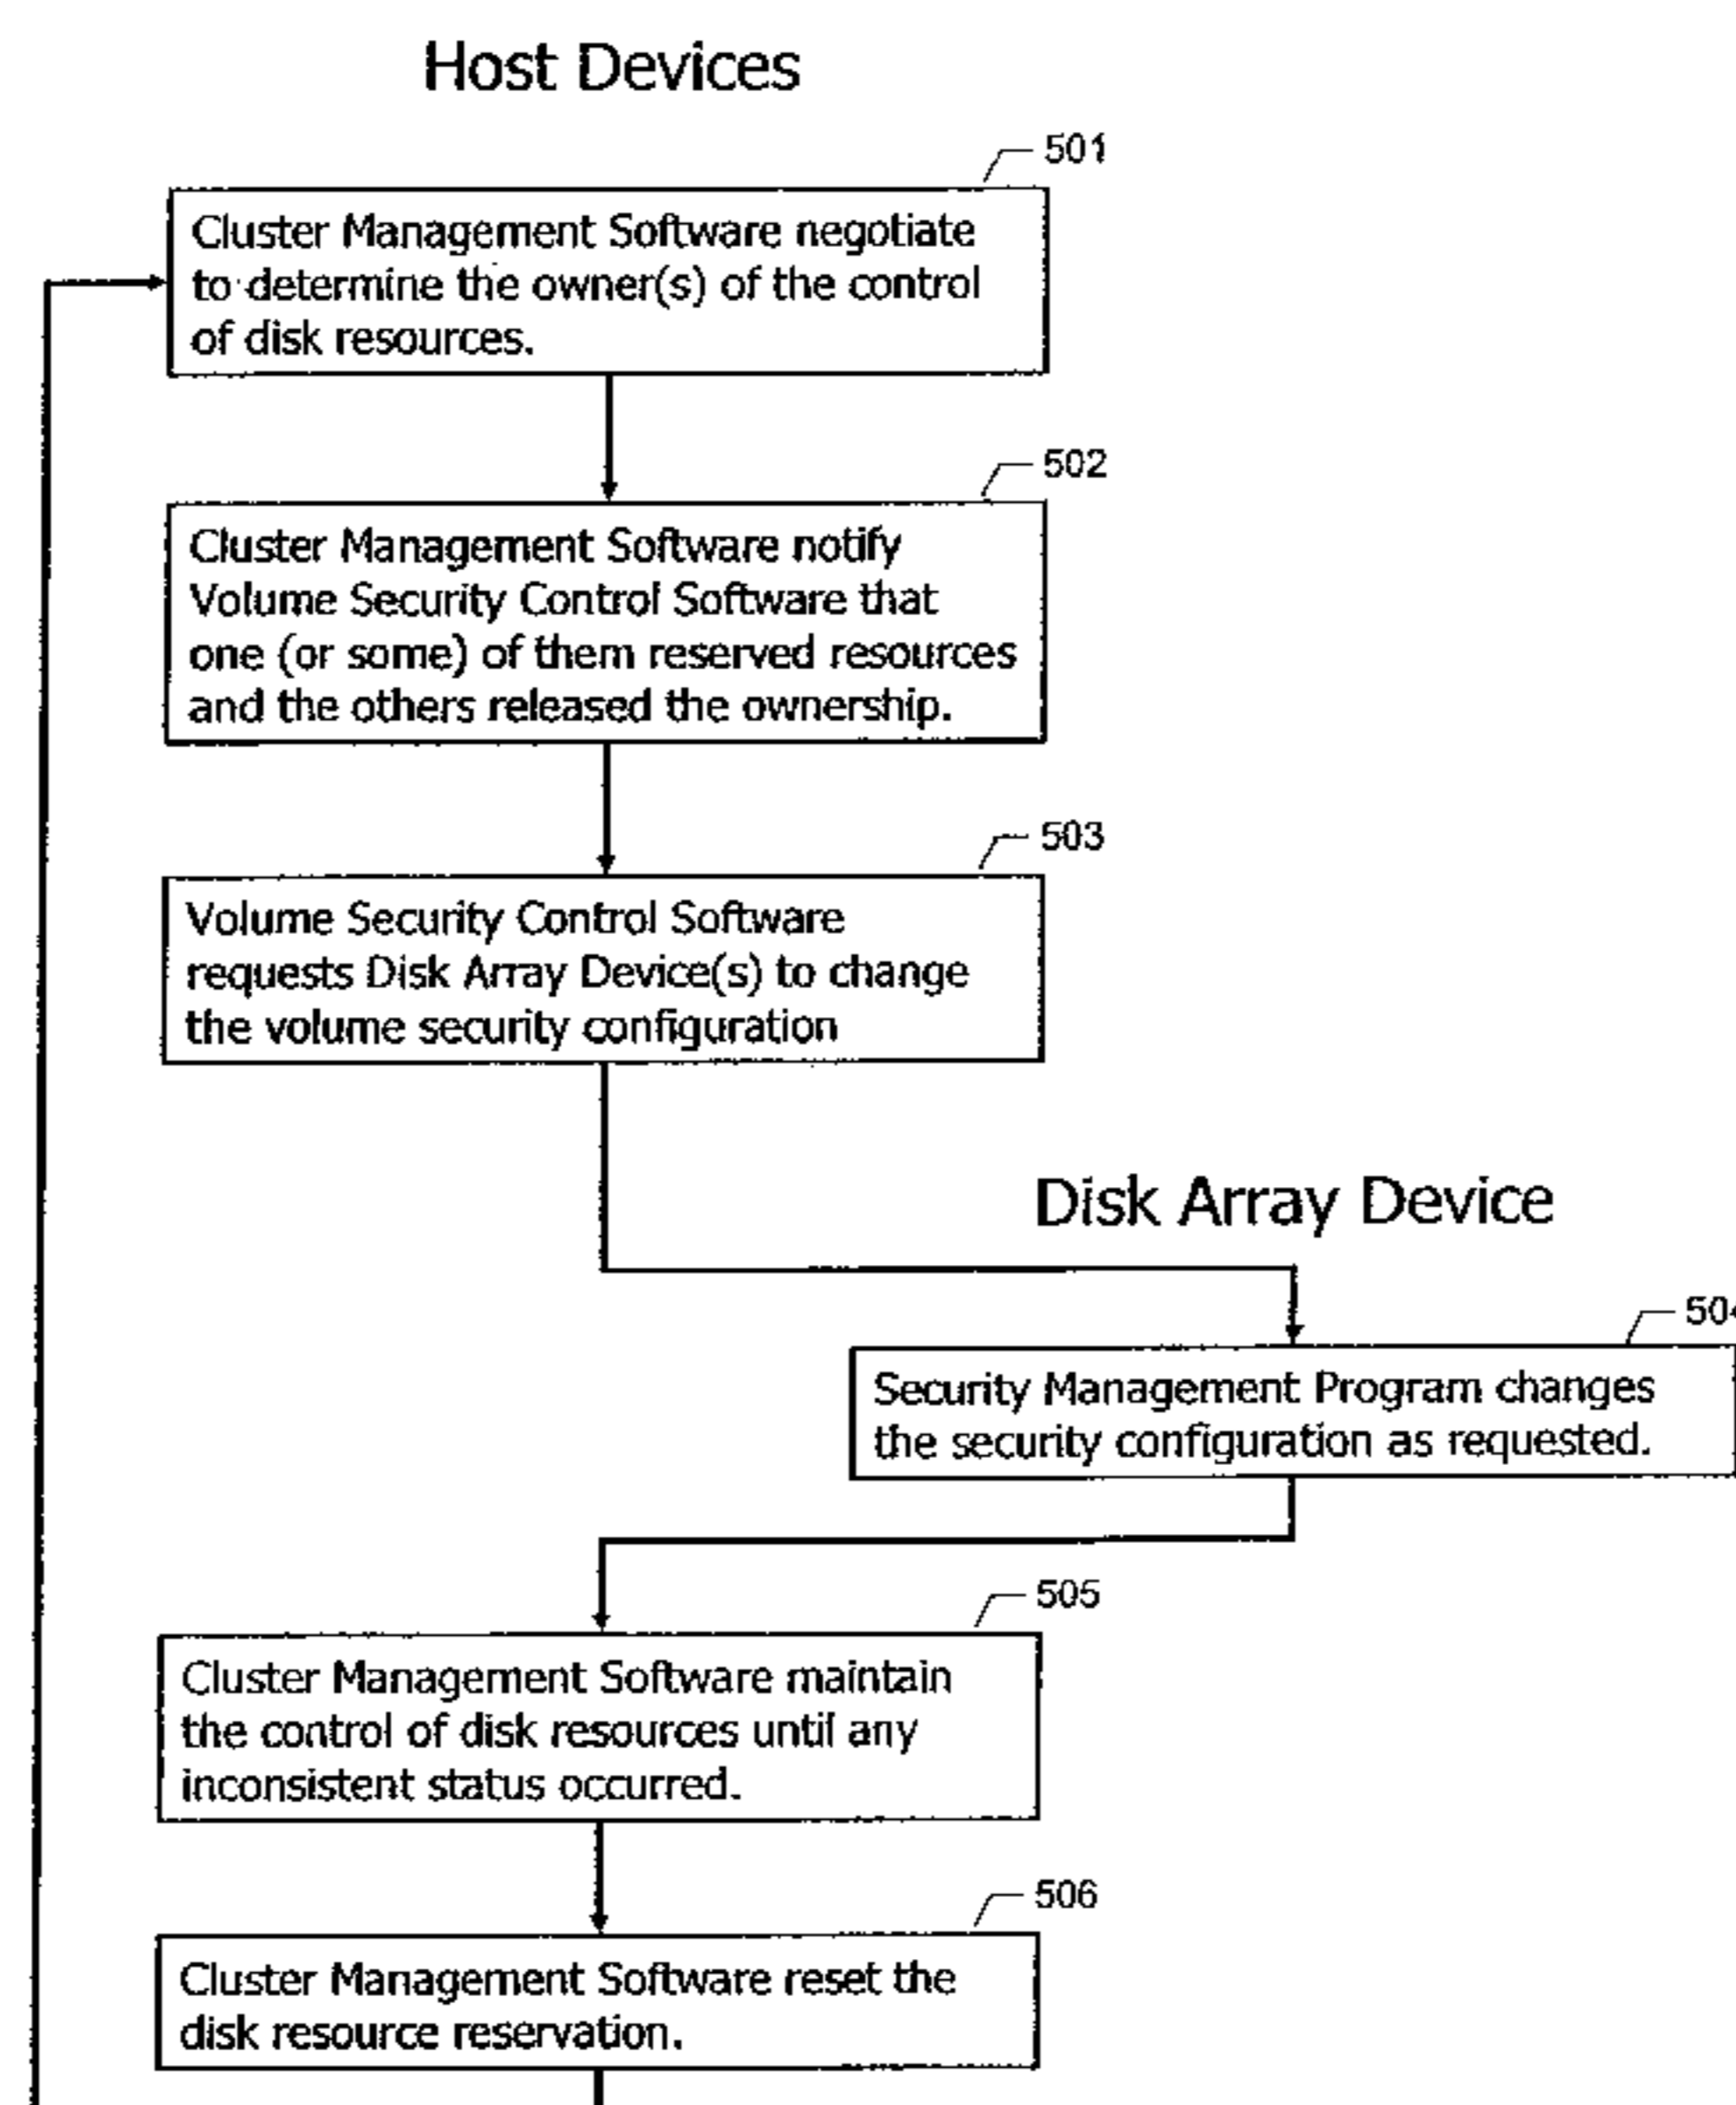 Host Devices
501
Cluster Management Software negotiate
to determine the owner(s) of the control
of disk resources.
502
Cluster Management Software notify
Volume Security Control Software that
one (or some) of them reserved resources
and the others released the ownership.
503
Volume Security Control Software
requests Disk Array Device(s) to change
the volume security configuration
Disk Array Device
504
Security Management Program changes
the security configuration as requested.
505
Cluster Management Software maintain
the control of disk resources until any
inconsistent status occurred.
506
Cluster Management Software reset the
disk resource reservation.